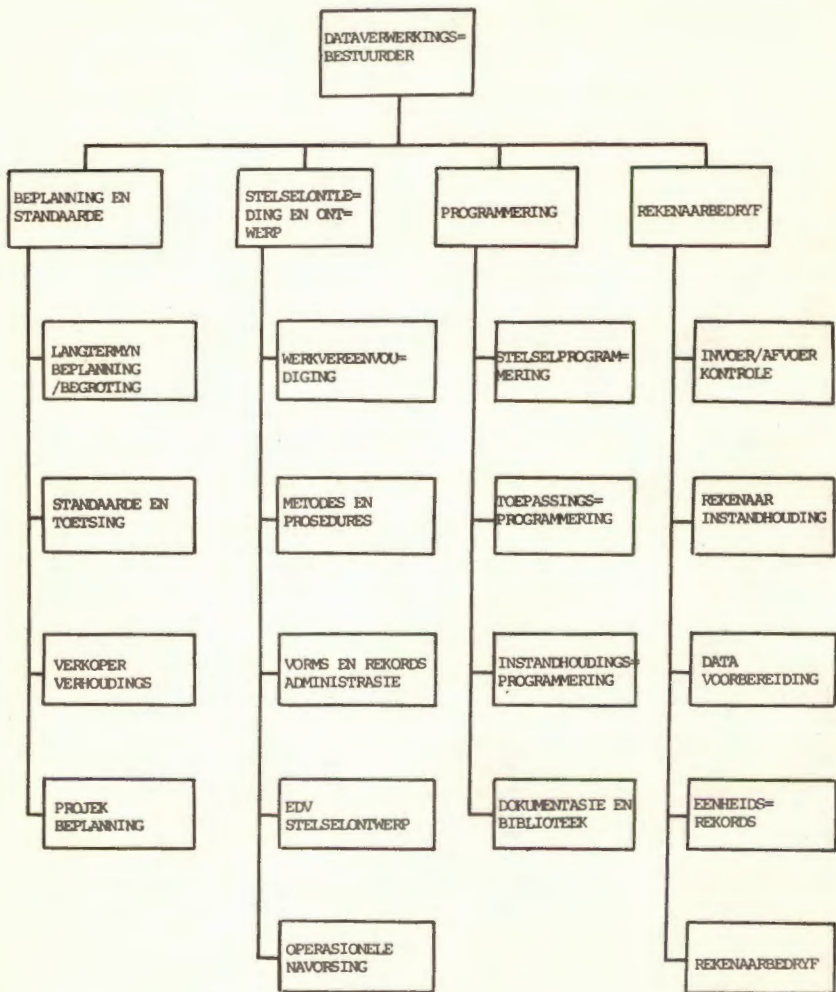 DATAVERWERKINGS=
BESTUURDER
BEPLANNING EN
STANDAARDE
STELSELONTLE=
DING EN ONT=
WERP
PROGRAMMERING
REKENAARBEDRYF
LANGTERMYN
BEPLANNING
/BEGROTING
STANDAARDE EN
TOETSING
VERKOPER
VERHOUDINGS
PROJEK
BEPLANNING
WERKVEREENVOU=
DIGING
METODES EN
PROSEDURES
VORMS EN REKORDS
ADMINISTRASIE
EDV
STELSELONTWERP
OPERASIONELE
NAVORSING
STELSELPROGRAM=
MERING
TOEPASSINGS=
PROGRAMMERING
INSTANDHOUDINGS=
PROGRAMMERING
DOKUMENTASIE EN
BIBLIOTEEK
INVOER/AFVOER
KONTROLE
REKENAAR
INSTANDHOUDING
DATA
VOORBEREIDING
EENHEIDS=
REKORDS
REKENAARBEDRYF